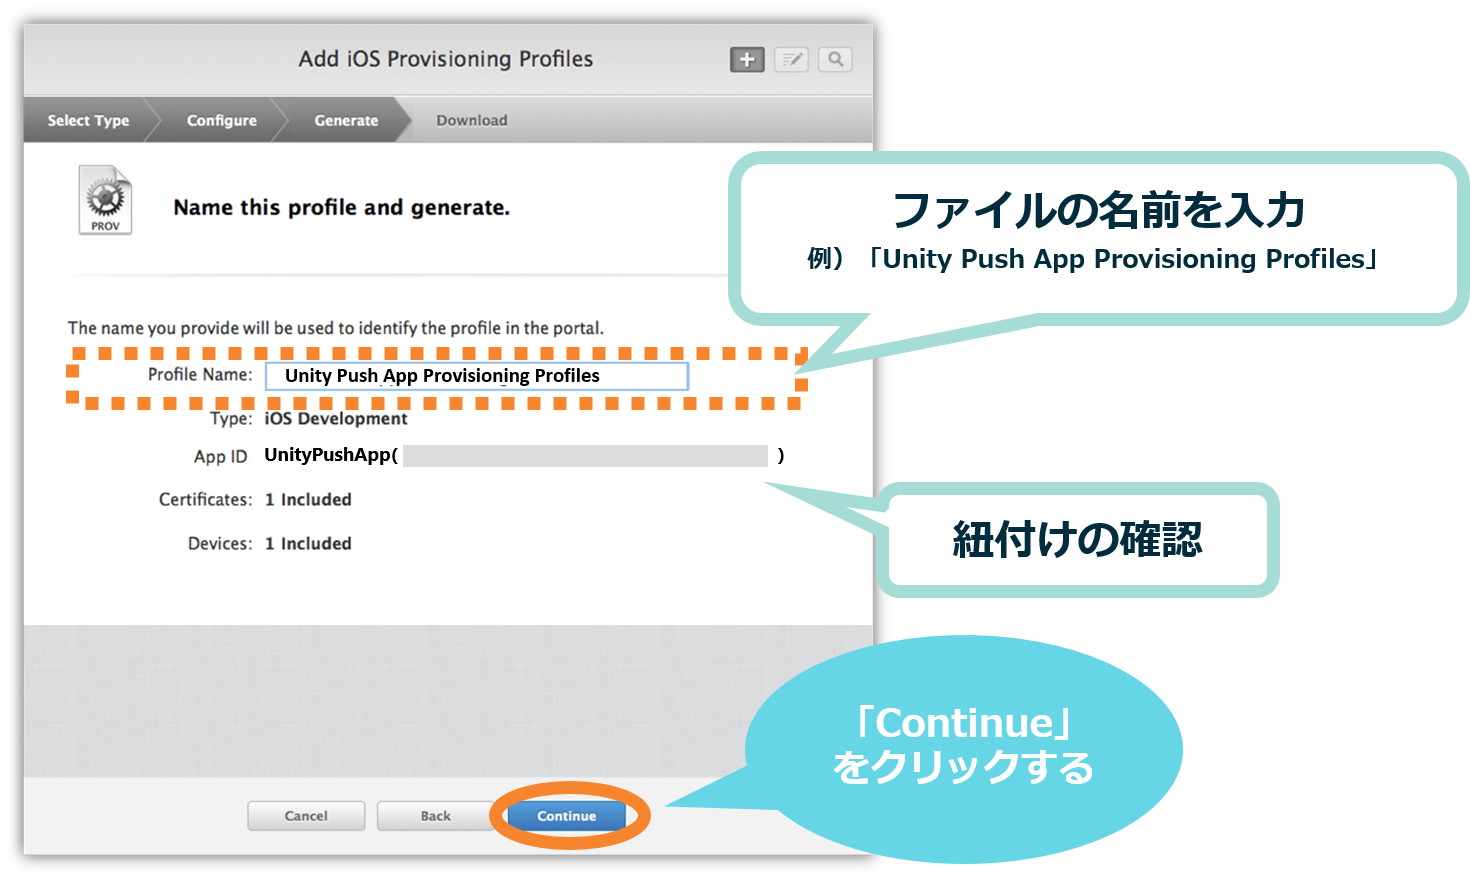 Add iOS Provisioning Profiles
Select Type
Configure
Generate
Download
PROV
Name this profile and generate.
ファイルの名前を入力
例）「Unity Push App Provisioning Profiles」
The name you provide will be used to identify the profile in the portal.
Profile Name: Unity Push App Provisioning Profiles
Type: iOS Development
App ID UnityPushApp( )
Certificates: 1 Included
Devices: 1 Included
紐付けの確認
「Continue」
をクリックする
Cancel
Back
Continue